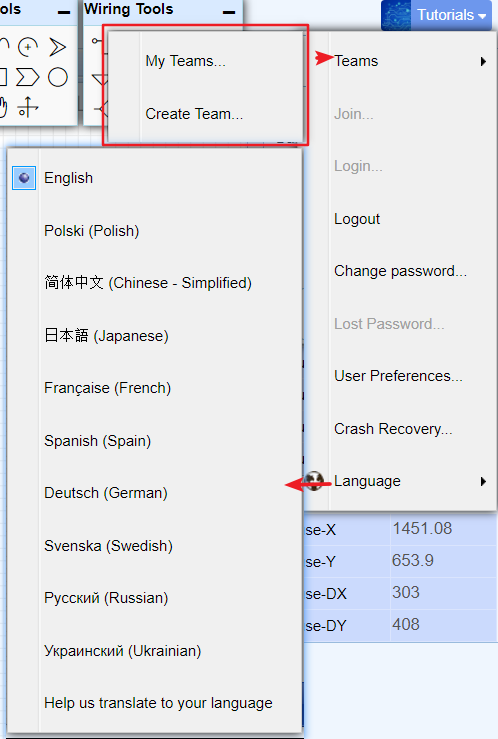 Wiring Tools
Tutorials
My Teams...
Create Team...
Teams
Join...
Login...
Logout
Change password...
Lost Password...
User Preferences...
Crash Recovery...
Language
English
Polski (Polish)
简体中文 (Chinese - Simplified)
日本語 (Japanese)
Française (French)
Spanish (Spain)
Deutsch (German)
Svenska (Swedish)
Русский (Russian)
Украинский (Ukrainian)
Help us translate to your language
se-X 1451.08
se-Y 653.9
se-DX 303
se-DY 408